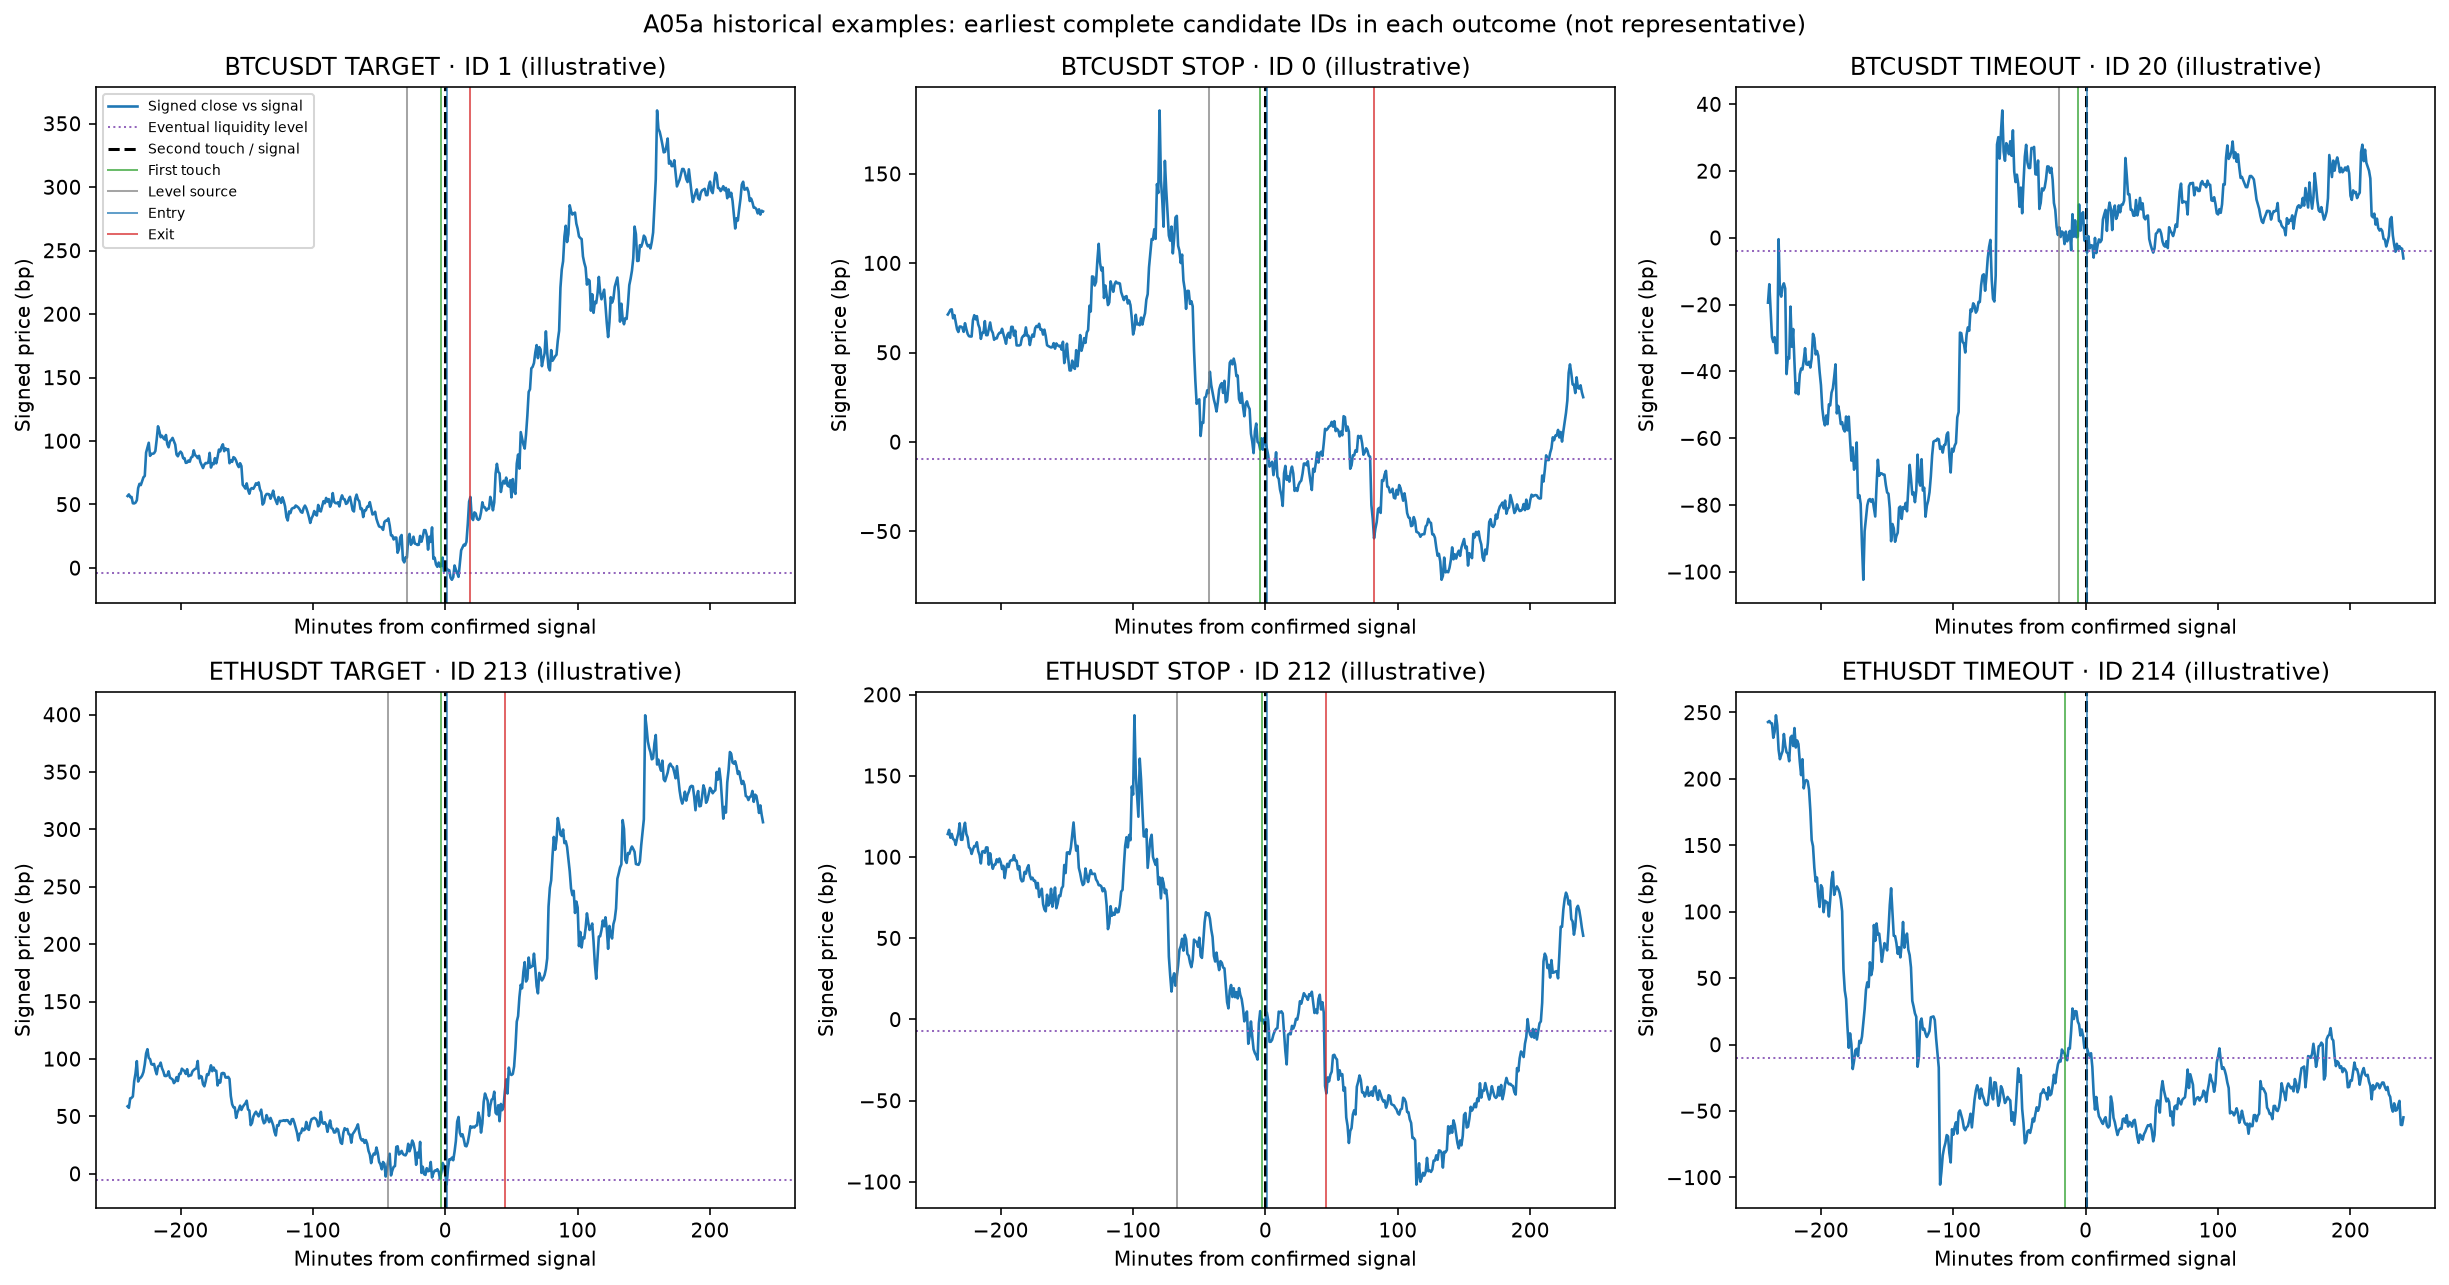 A05a historical examples: earliest complete candidate IDs in each outcome (not representative)
BTCUSDT TARGET · ID 1 (illustrative)
Signed close vs signal
Eventual liquidity level
Second touch / signal
First touch
Level source
Entry
Exit
350
300
250
200
150
100
50
0
Signed price (bp)
Minutes from confirmed signal
BTCUSDT STOP · ID 0 (illustrative)
150
100
50
0
−50
Signed price (bp)
Minutes from confirmed signal
BTCUSDT TIMEOUT · ID 20 (illustrative)
40
20
0
−20
−40
−60
−80
−100
Signed price (bp)
Minutes from confirmed signal
ETHUSDT TARGET · ID 213 (illustrative)
400
350
300
250
200
150
100
50
0
Signed price (bp)
−200 −100 0 100 200
Minutes from confirmed signal
ETHUSDT STOP · ID 212 (illustrative)
200
150
100
50
0
−50
−100
Signed price (bp)
−200 −100 0 100 200
Minutes from confirmed signal
ETHUSDT TIMEOUT · ID 214 (illustrative)
250
200
150
100
50
0
−50
−100
Signed price (bp)
−200 −100 0 100 200
Minutes from confirmed signal